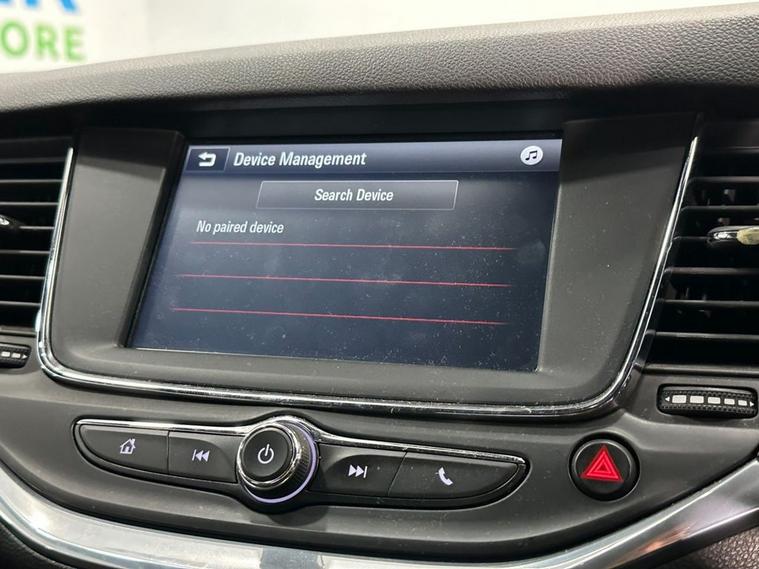 ORE
Device Management
Search Device
No paired device